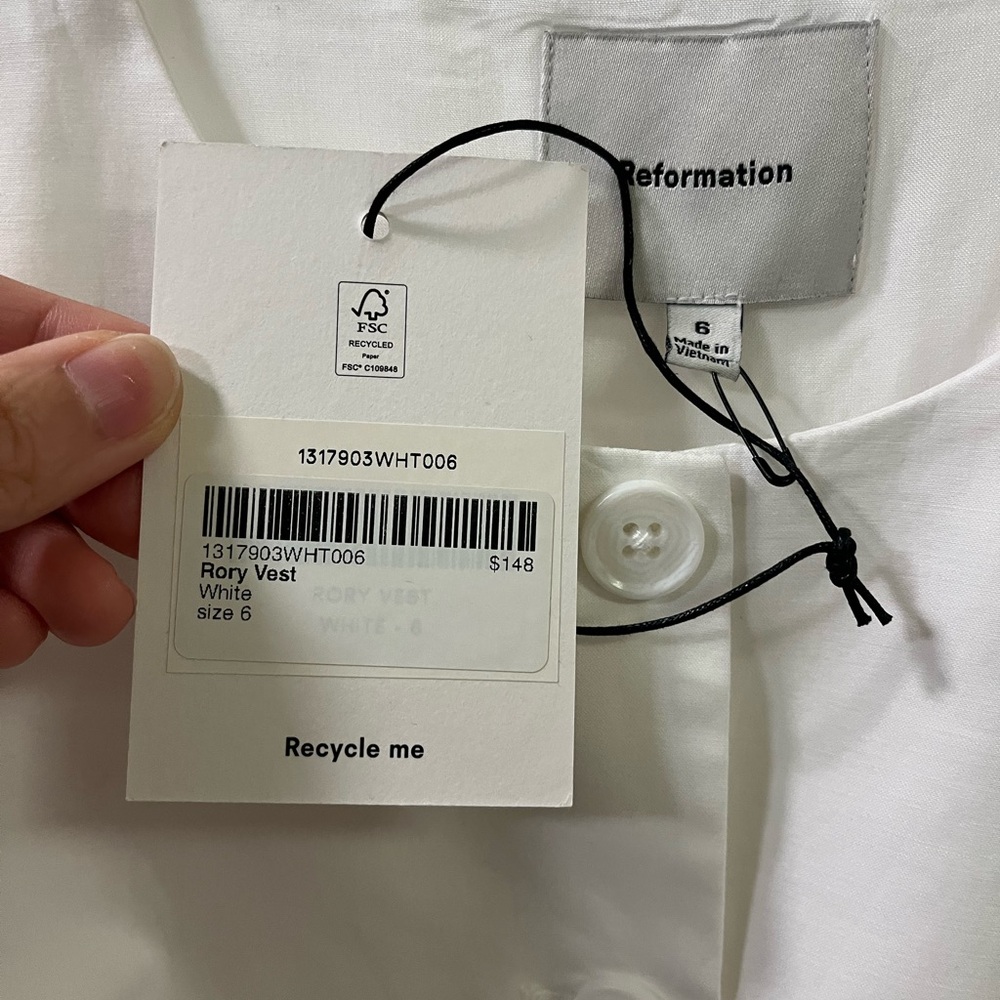 Reformation
6
Made in
Vietnam
FSC
RECYCLED
Paper
FSC® C109848
1317903WHT006
1317903WHT006
$148
Rory Vest
White
size 6
RORY VEST
WHITE - 6
Recycle me